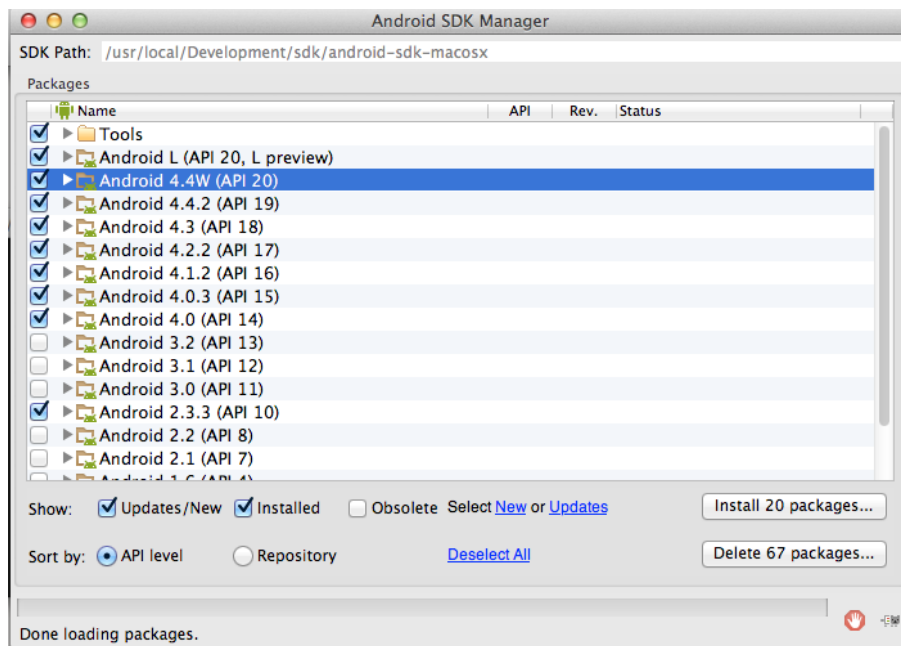 Android SDK Manager
SDK Path: /usr/local/Development/sdk/android-sdk-macosx
Packages
Name API Rev. Status
Tools
Android L (API 20, L preview)
Android 4.4W (API 20)
Android 4.4.2 (API 19)
Android 4.3 (API 18)
Android 4.2.2 (API 17)
Android 4.1.2 (API 16)
Android 4.0.3 (API 15)
Android 4.0 (API 14)
Android 3.2 (API 13)
Android 3.1 (API 12)
Android 3.0 (API 11)
Android 2.3.3 (API 10)
Android 2.2 (API 8)
Android 2.1 (API 7)
Android 1.6 (API 4)
Show: Updates/New Installed Obsolete Select New or Updates Install 20 packages...
Sort by: API level Repository Deselect All Delete 67 packages...
Done loading packages.